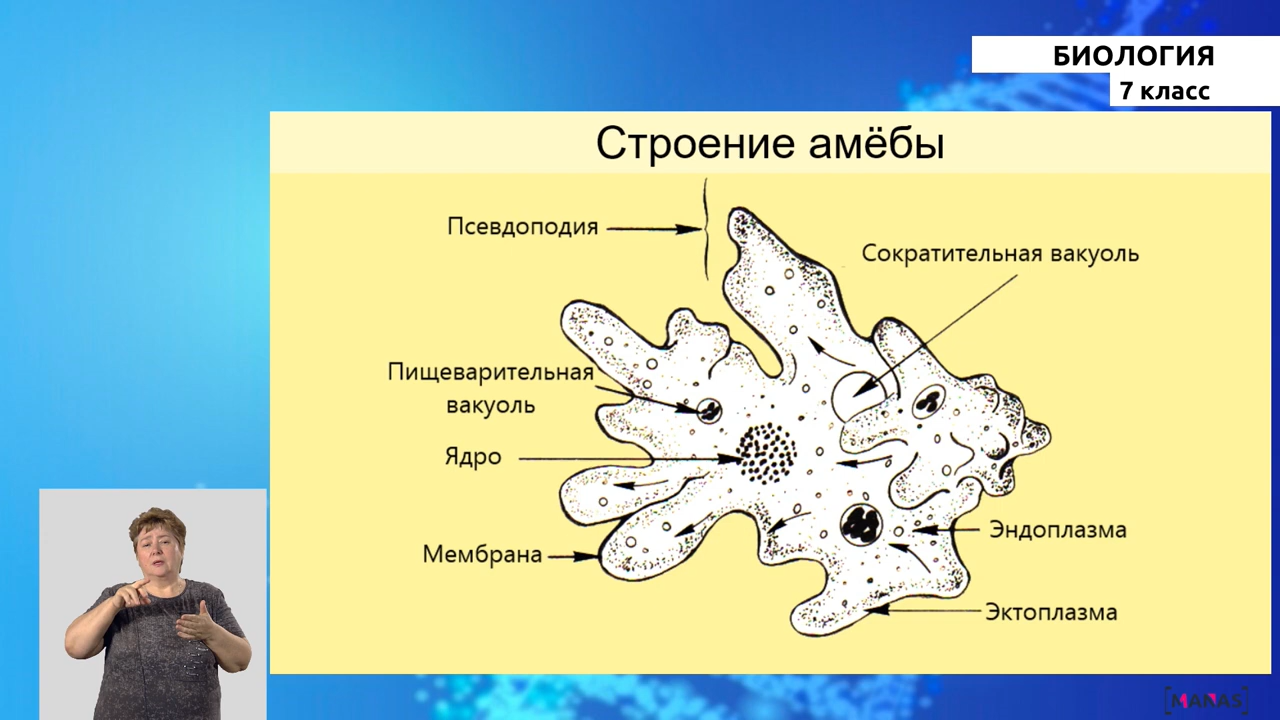 БИОЛОГИЯ
7 класс
Строение амёбы
Псевдоподия
Сократительная вакуоль
Пищеварительная
вакуоль
Ядро
Мембрана
Эндоплазма
Эктоплазма
[MANAS]